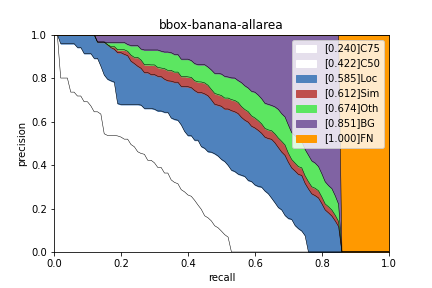 bbox-banana-allarea
[0.240]C75
[0.422]C50
[0.585]Loc
[0.612]Sim
[0.674]Oth
[0.851]BG
[1.000]FN
precision
1.0
0.8
0.6
0.4
0.2
0.0
0.0 0.2 0.4 0.6 0.8 1.0
recall